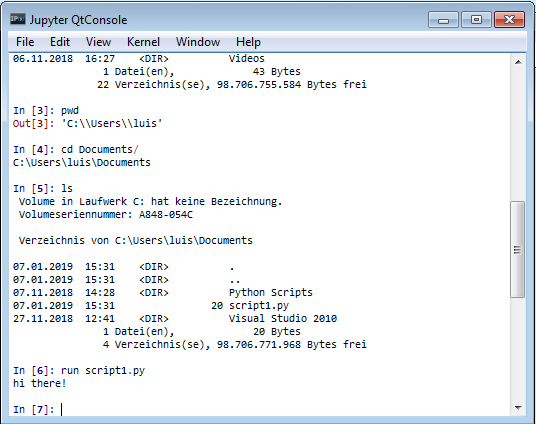 IP[y]: Jupyter QtConsole
File Edit View Kernel Window Help
06.11.2018  16:27    <DIR>          Videos
               1 Datei(en),             43 Bytes
              22 Verzeichnis(se), 98.706.755.584 Bytes frei
In [3]: pwd
Out[3]: 'C:\\Users\\luis'
In [4]: cd Documents/
C:\Users\luis\Documents
In [5]: ls
 Volume in Laufwerk C: hat keine Bezeichnung.
 Volumeseriennummer: A848-054C
 Verzeichnis von C:\Users\luis\Documents
07.01.2019  15:31    <DIR>          .
07.01.2019  15:31    <DIR>          ..
07.11.2018  14:28    <DIR>          Python Scripts
07.01.2019  15:31                20 script1.py
27.11.2018  12:41    <DIR>          Visual Studio 2010
               1 Datei(en),             20 Bytes
               4 Verzeichnis(se), 98.706.771.968 Bytes frei
In [6]: run script1.py
hi there!
In [7]: